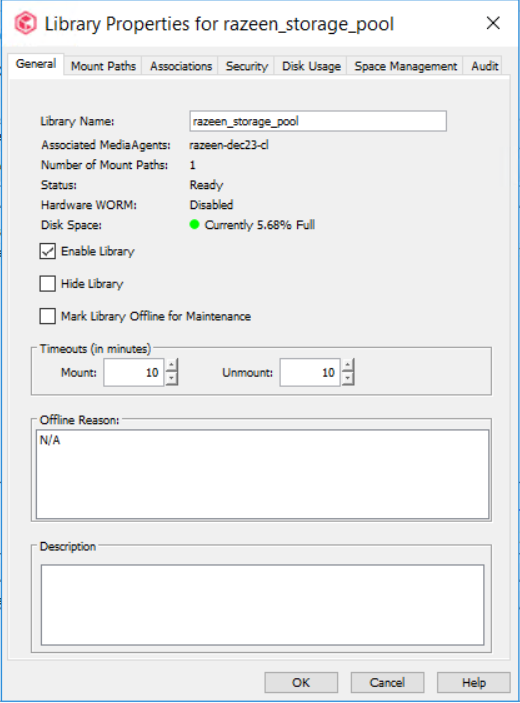 Library Properties for razeen_storage_pool
General Mount Paths Associations Security Disk Usage Space Management Audit
Library Name: razeen_storage_pool
Associated MediaAgents: razeen-dec23-cl
Number of Mount Paths: 1
Status: Ready
Hardware WORM: Disabled
Disk Space: Currently 5.68% Full
Enable Library
Hide Library
Mark Library Offline for Maintenance
Timeouts (in minutes)
Mount: 10 Unmount: 10
Offline Reason:
N/A
Description
OK Cancel Help